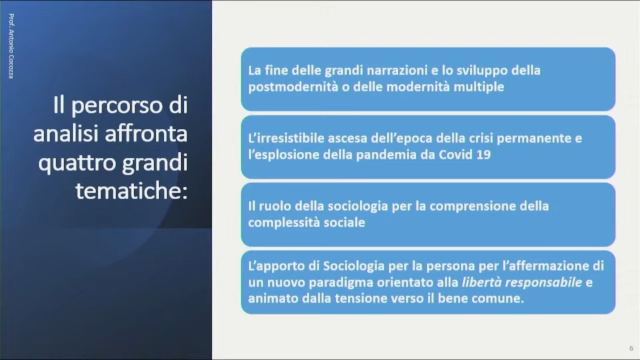 Prof. Antonio Cocozza
Il percorso di
analisi affronta
quattro grandi
tematiche:
La fine delle grandi narrazioni e lo sviluppo della
postmodernità o delle modernità multiple
L'irresistibile ascesa dell'epoca della crisi permanente e
l'esplosione della pandemia da Covid 19
Il ruolo della sociologia per la comprensione della
complessità sociale
L'apporto di Sociologia per la persona per l'affermazione di
un nuovo paradigma orientato alla libertà responsabile e
animato dalla tensione verso il bene comune.
6